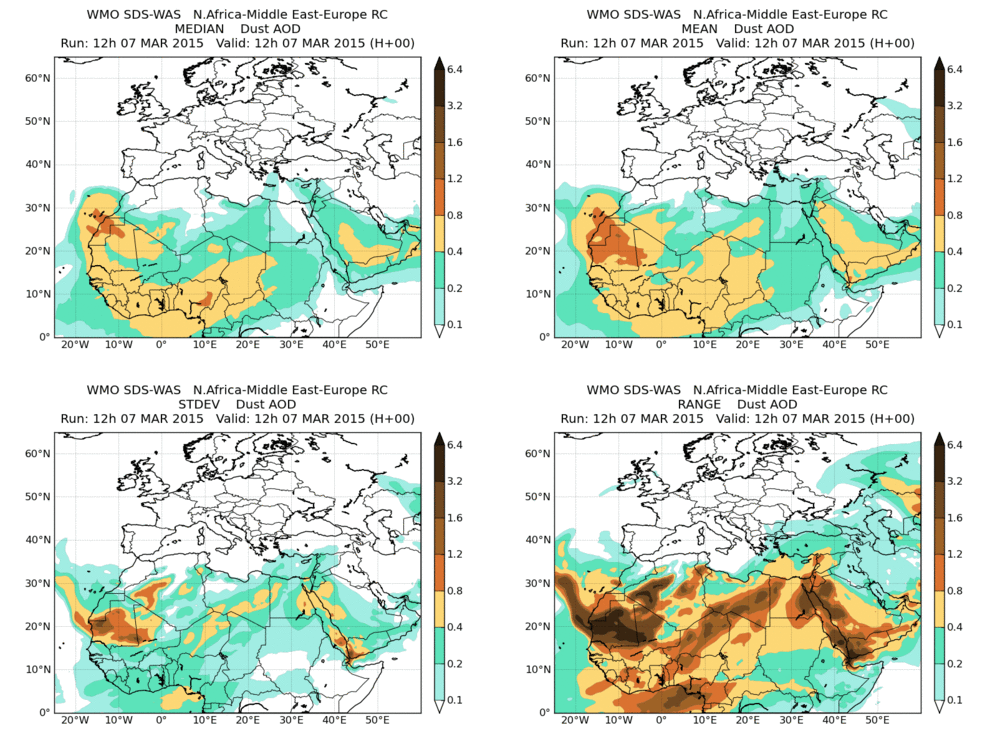 WMO SDS-WAS   N.Africa-Middle East-Europe RC
MEDIAN    Dust AOD
Run: 12h 07 MAR 2015   Valid: 12h 07 MAR 2015 (H+00)
60°N
50°N
40°N
30°N
20°N
10°N
0°
20°W
10°W
0°
10°E
20°E
30°E
40°E
50°E
6.4
3.2
1.6
1.2
0.8
0.4
0.2
0.1
WMO SDS-WAS   N.Africa-Middle East-Europe RC
MEAN    Dust AOD
Run: 12h 07 MAR 2015   Valid: 12h 07 MAR 2015 (H+00)
60°N
50°N
40°N
30°N
20°N
10°N
0°
20°W
10°W
0°
10°E
20°E
30°E
40°E
50°E
6.4
3.2
1.6
1.2
0.8
0.4
0.2
0.1
WMO SDS-WAS   N.Africa-Middle East-Europe RC
STDEV    Dust AOD
Run: 12h 07 MAR 2015   Valid: 12h 07 MAR 2015 (H+00)
60°N
50°N
40°N
30°N
20°N
10°N
0°
20°W
10°W
0°
10°E
20°E
30°E
40°E
50°E
6.4
3.2
1.6
1.2
0.8
0.4
0.2
0.1
WMO SDS-WAS   N.Africa-Middle East-Europe RC
RANGE    Dust AOD
Run: 12h 07 MAR 2015   Valid: 12h 07 MAR 2015 (H+00)
60°N
50°N
40°N
30°N
20°N
10°N
0°
20°W
10°W
0°
10°E
20°E
30°E
40°E
50°E
6.4
3.2
1.6
1.2
0.8
0.4
0.2
0.1